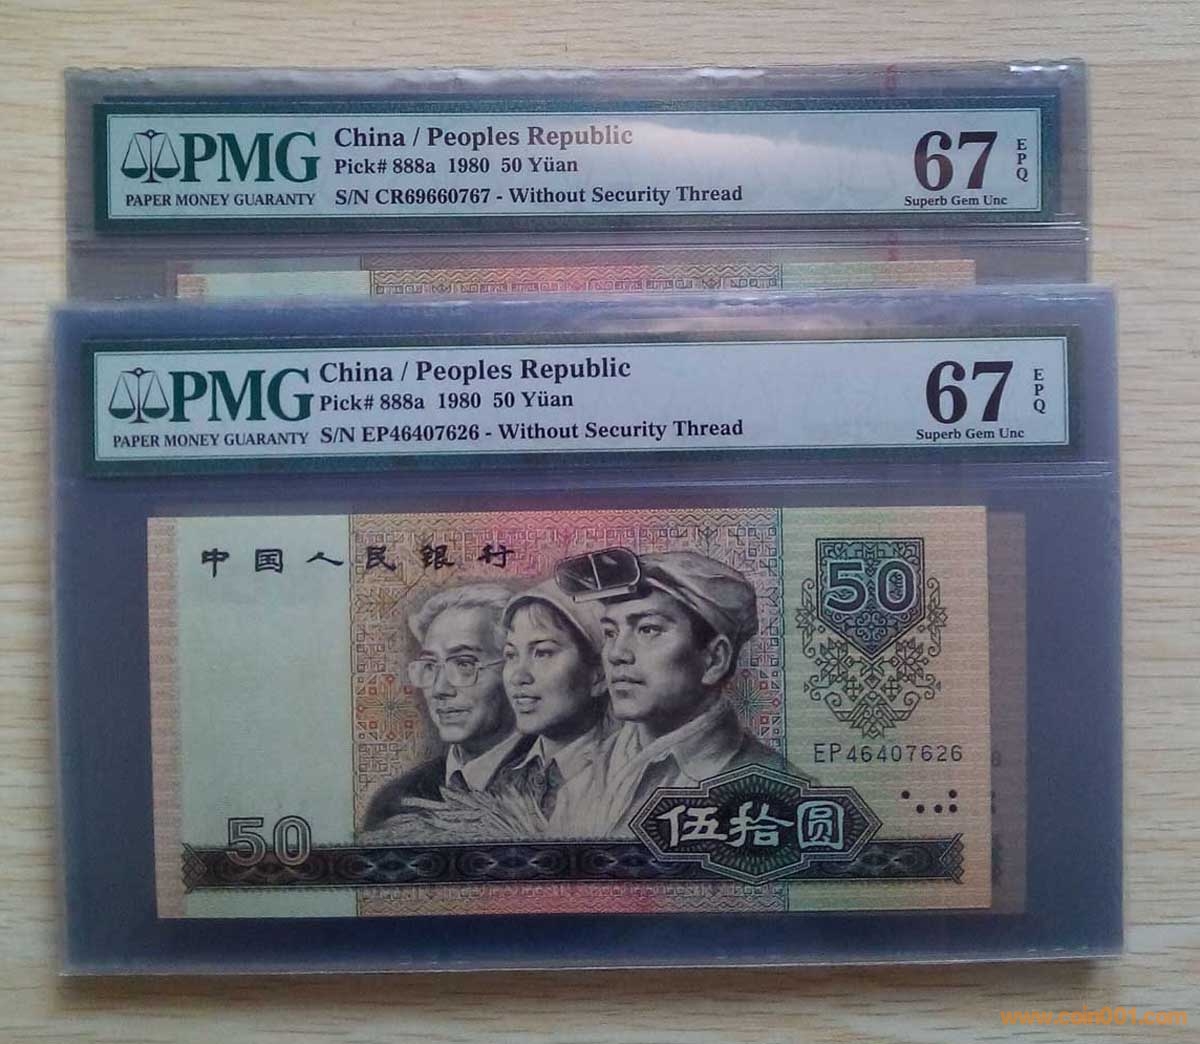 PMG
PAPER MONEY GUARANTY
China / Peoples Republic
Pick# 888a 1980 50 Yüan
S/N CR69660767 - Without Security Thread
67
EPQ
Superb Gem Unc
PMG
PAPER MONEY GUARANTY
China / Peoples Republic
Pick# 888a 1980 50 Yüan
S/N EP46407626 - Without Security Thread
67
EPQ
Superb Gem Unc
中国人民银行
50
EP46407626
伍拾圆
50
www.coin001.com